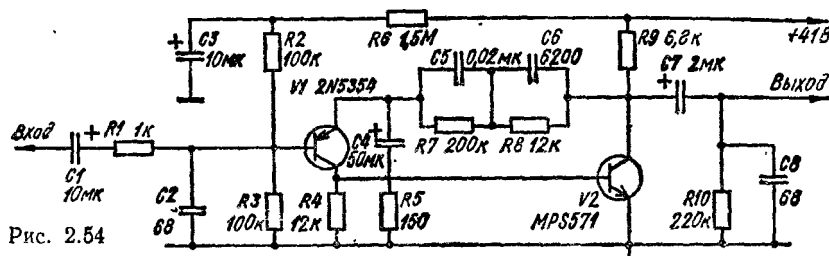 C3
10мк
R2
100к
R6 1,5М
C5
0,02мк
C6
6200
R9 6,8к
+41В
C7 2мк
Выход
V1 2N5354
Вход
R1 1к
C1
10мк
C2
68
R3
100к
R4
12к
C4
50мк
R5
150
R7 200к
R8 12к
V2
MPS571
R10
220к
C8
68
Рис. 2.54